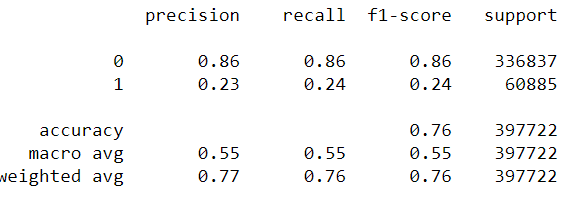 precision recall f1-score support
0 0.86 0.86 0.86 336837
1 0.23 0.24 0.24 60885
accuracy 0.76 397722
macro avg 0.55 0.55 0.55 397722
weighted avg 0.77 0.76 0.76 397722